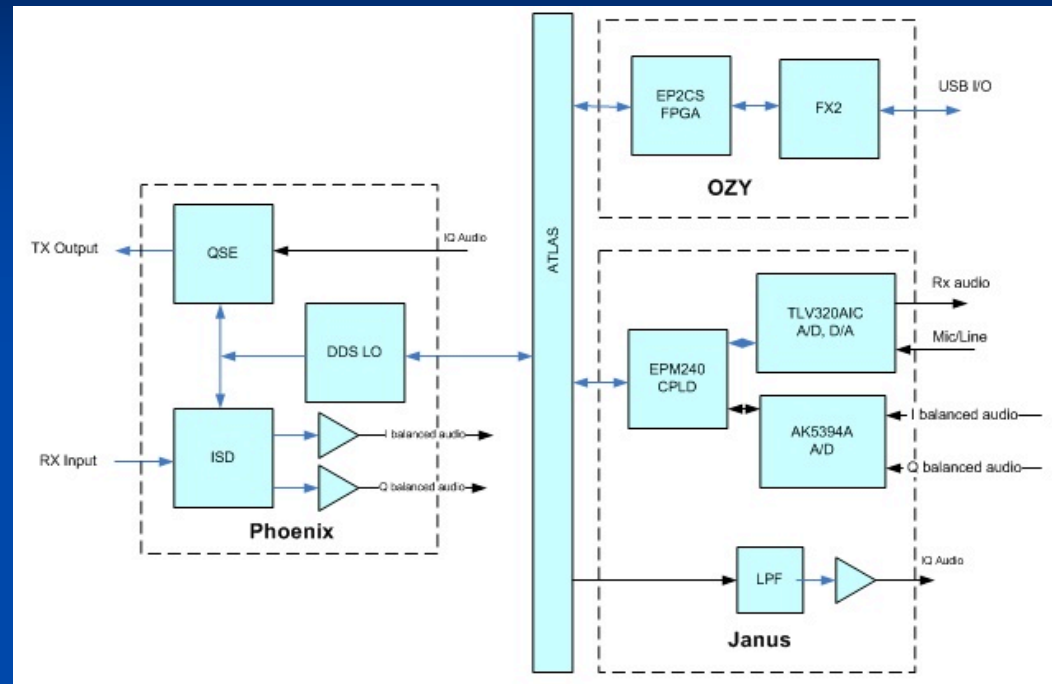 TX Output
QSE
IQ Audio
DDS LO
RX Input
ISD
I balanced audio
Q balanced audio
Phoenix
ATLAS
EP2CS
FPGA
FX2
USB I/O
OZY
EPM240
CPLD
TLV320AIC
A/D, D/A
Rx audio
Mic/Line
AK5394A
A/D
I balanced audio
Q balanced audio
LPF
IQ Audio
Janus